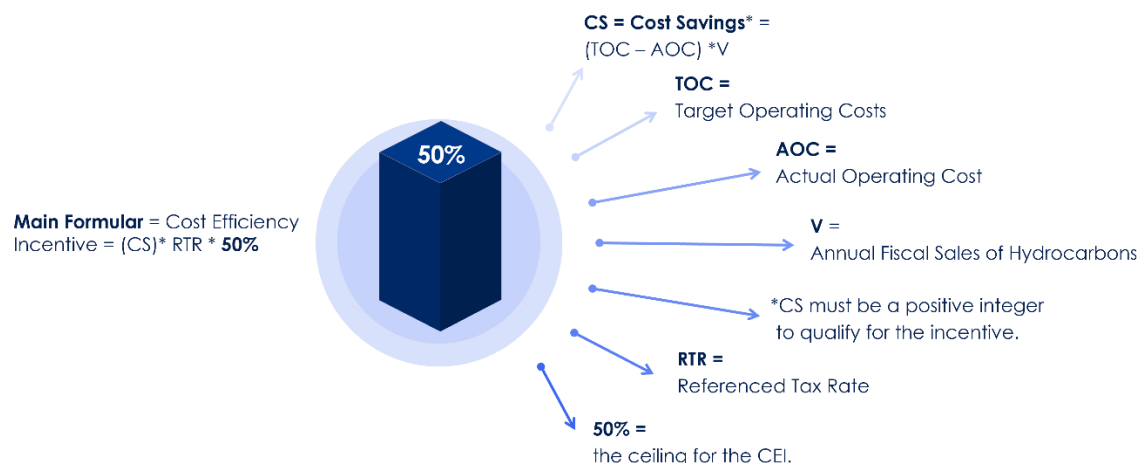 CS = Cost Savings* =
(TOC – AOC) *V
TOC =
Target Operating Costs
50%
AOC =
Actual Operating Cost
Main Formular = Cost Efficiency
Incentive = (CS)* RTR * 50%
V =
Annual Fiscal Sales of Hydrocarbons
*CS must be a positive integer
to qualify for the incentive.
RTR =
Referenced Tax Rate
50% =
the ceiling for the CEI.